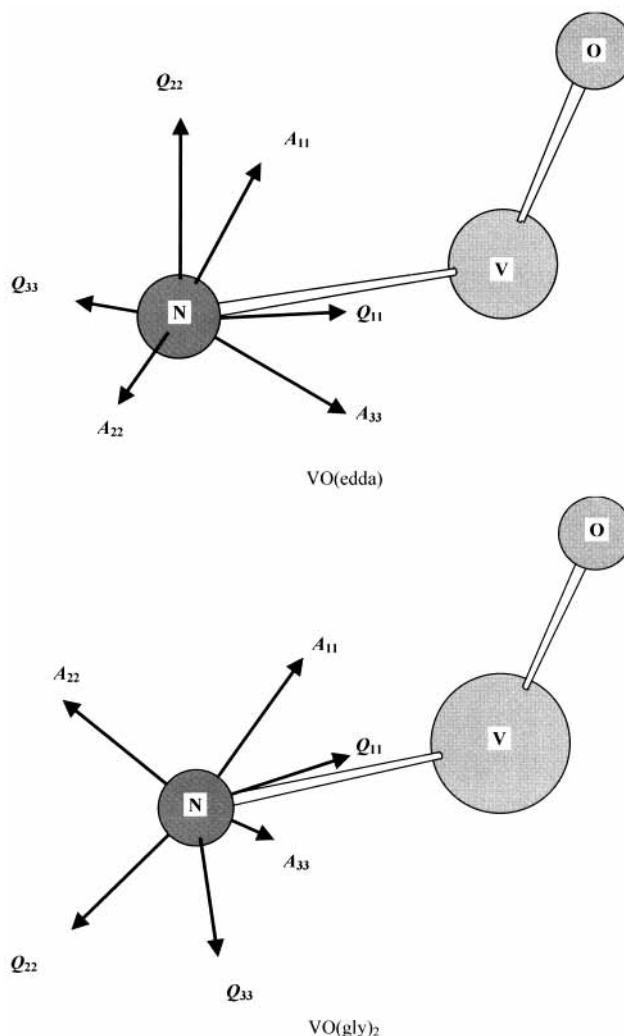 O
Q22
A11
V
Q33
N
Q11
A22
A33
VO(edda)
O
A11
A22
Q11
V
N
A33
Q22
Q33
VO(gly)2